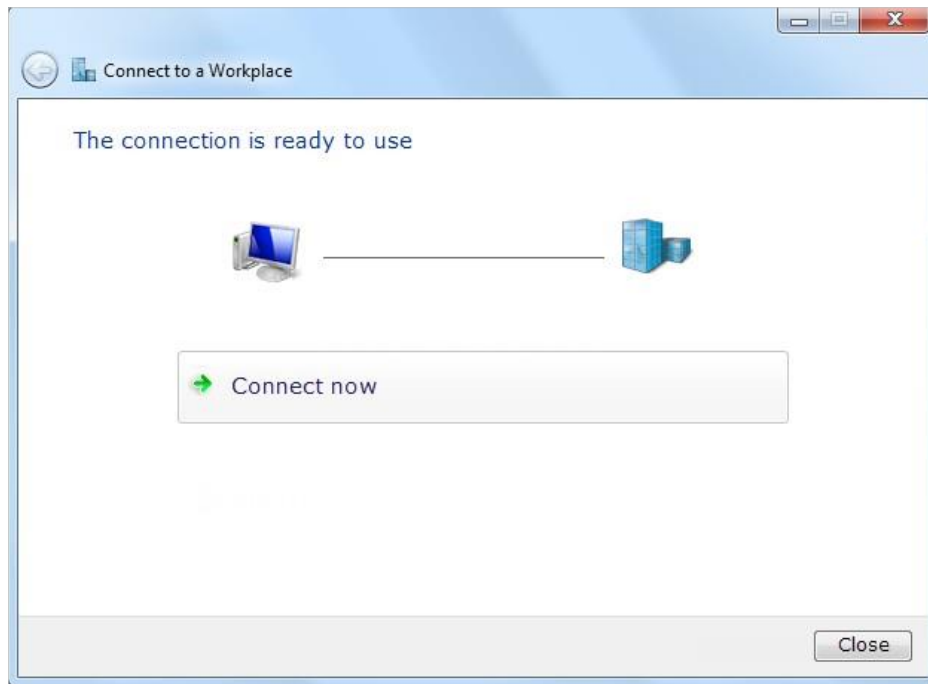 Connect to a Workplace
The connection is ready to use
Connect now
Close